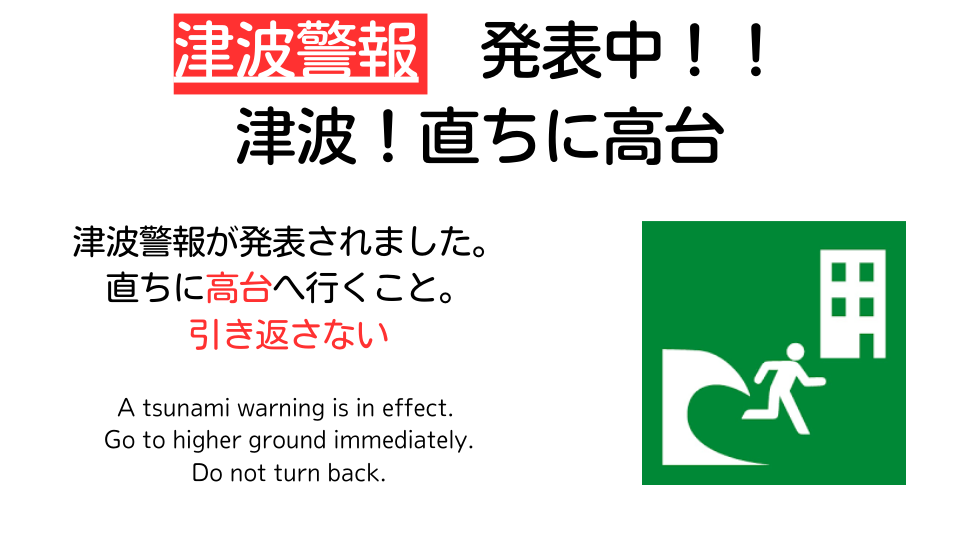 津波警報　発表中！！
津波！直ちに高台
津波警報が発表されました。
直ちに高台へ行くこと。
引き返さない
A tsunami warning is in effect.
Go to higher ground immediately.
Do not turn back.